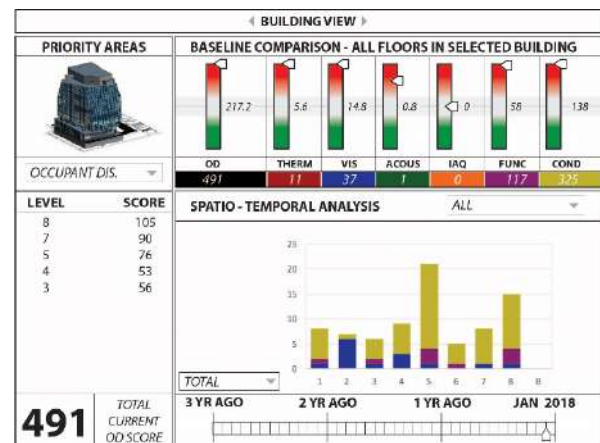 BUILDING VIEW
PRIORITY AREAS
OCCUPANT DIS.
BASELINE COMPARISON - ALL FLOORS IN SELECTED BUILDING
217.2 5.6 14.8 0.8 0 58 138
OD THERM VIS ACOUS IAQ FUNC COND
491 11 37 1 0 117 325
LEVEL SCORE
8 105
7 90
5 76
4 53
3 56
SPATIO - TEMPORAL ANALYSIS
ALL
25
20
15
10
5
0
1 2 3 4 5 6 7 8 B
TOTAL
3 YR AGO 2 YR AGO 1 YR AGO JAN 2018
491
TOTAL
CURRENT
OD SCORE